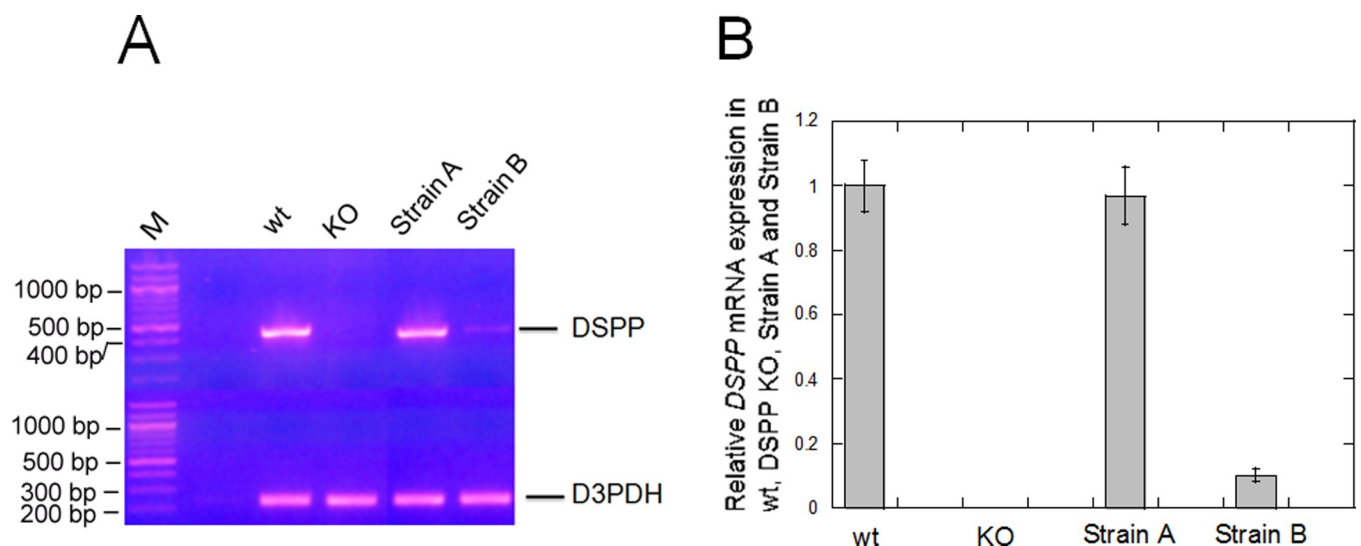 A
M
wt
KO
Strain A
Strain B
1000 bp
500 bp
400 bp
DSPP
1000 bp
500 bp
300 bp
200 bp
D3PDH
B
Relative DSPP mRNA expression in
wt, DSPP KO, Strain A and Strain B
1.2
1
0.8
0.6
0.4
0.2
0
wt
KO
Strain A
Strain B